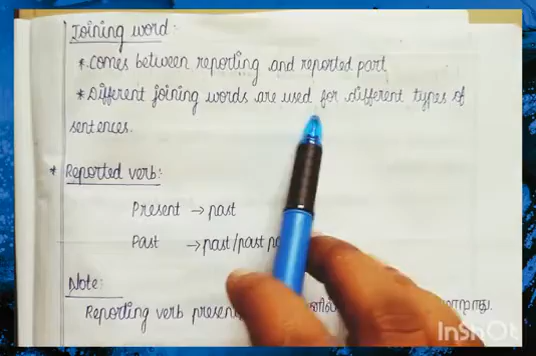 Joining word:
* Comes between reporting and reported part
* Different joining words are used for different types of
sentences.
* Reported verb:
Present → past
Past → past/past
Note:
Reporting verb present
InShOt